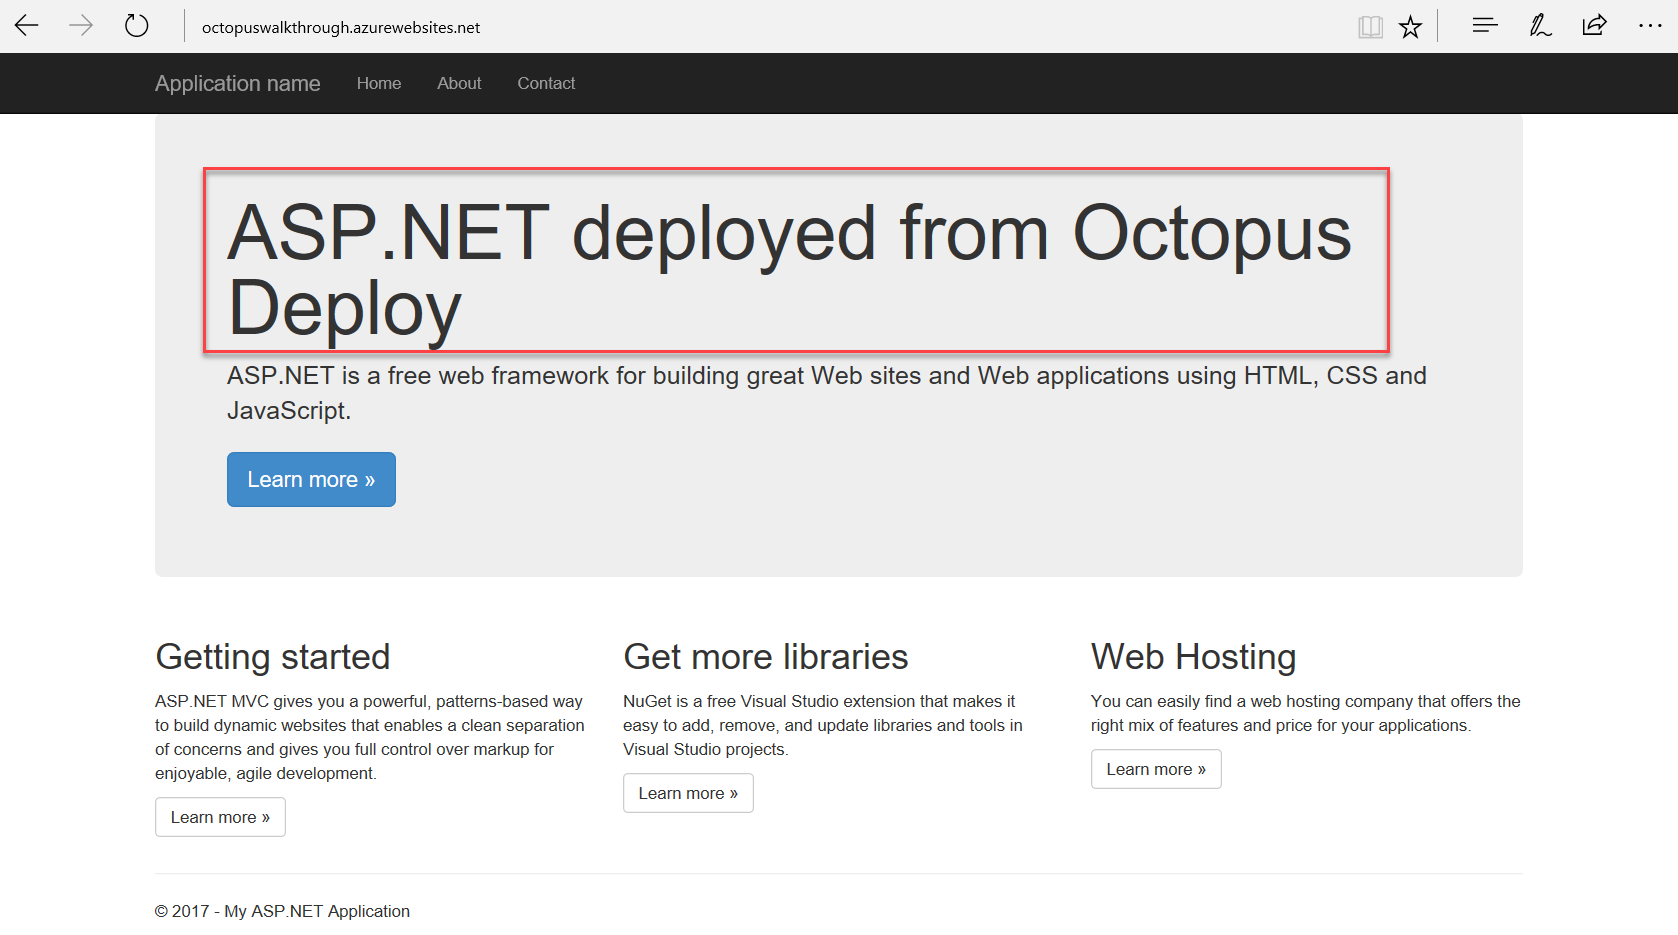 octopuswalkthrough.azurewebsites.net
Application name Home About Contact
ASP.NET deployed from Octopus
Deploy
ASP.NET is a free web framework for building great Web sites and Web applications using HTML, CSS and
JavaScript.
Learn more »
Getting started
ASP.NET MVC gives you a powerful, patterns-based way
to build dynamic websites that enables a clean separation
of concerns and gives you full control over markup for
enjoyable, agile development.
Learn more »
Get more libraries
NuGet is a free Visual Studio extension that makes it
easy to add, remove, and update libraries and tools in
Visual Studio projects.
Learn more »
Web Hosting
You can easily find a web hosting company that offers the
right mix of features and price for your applications.
Learn more »
© 2017 - My ASP.NET Application